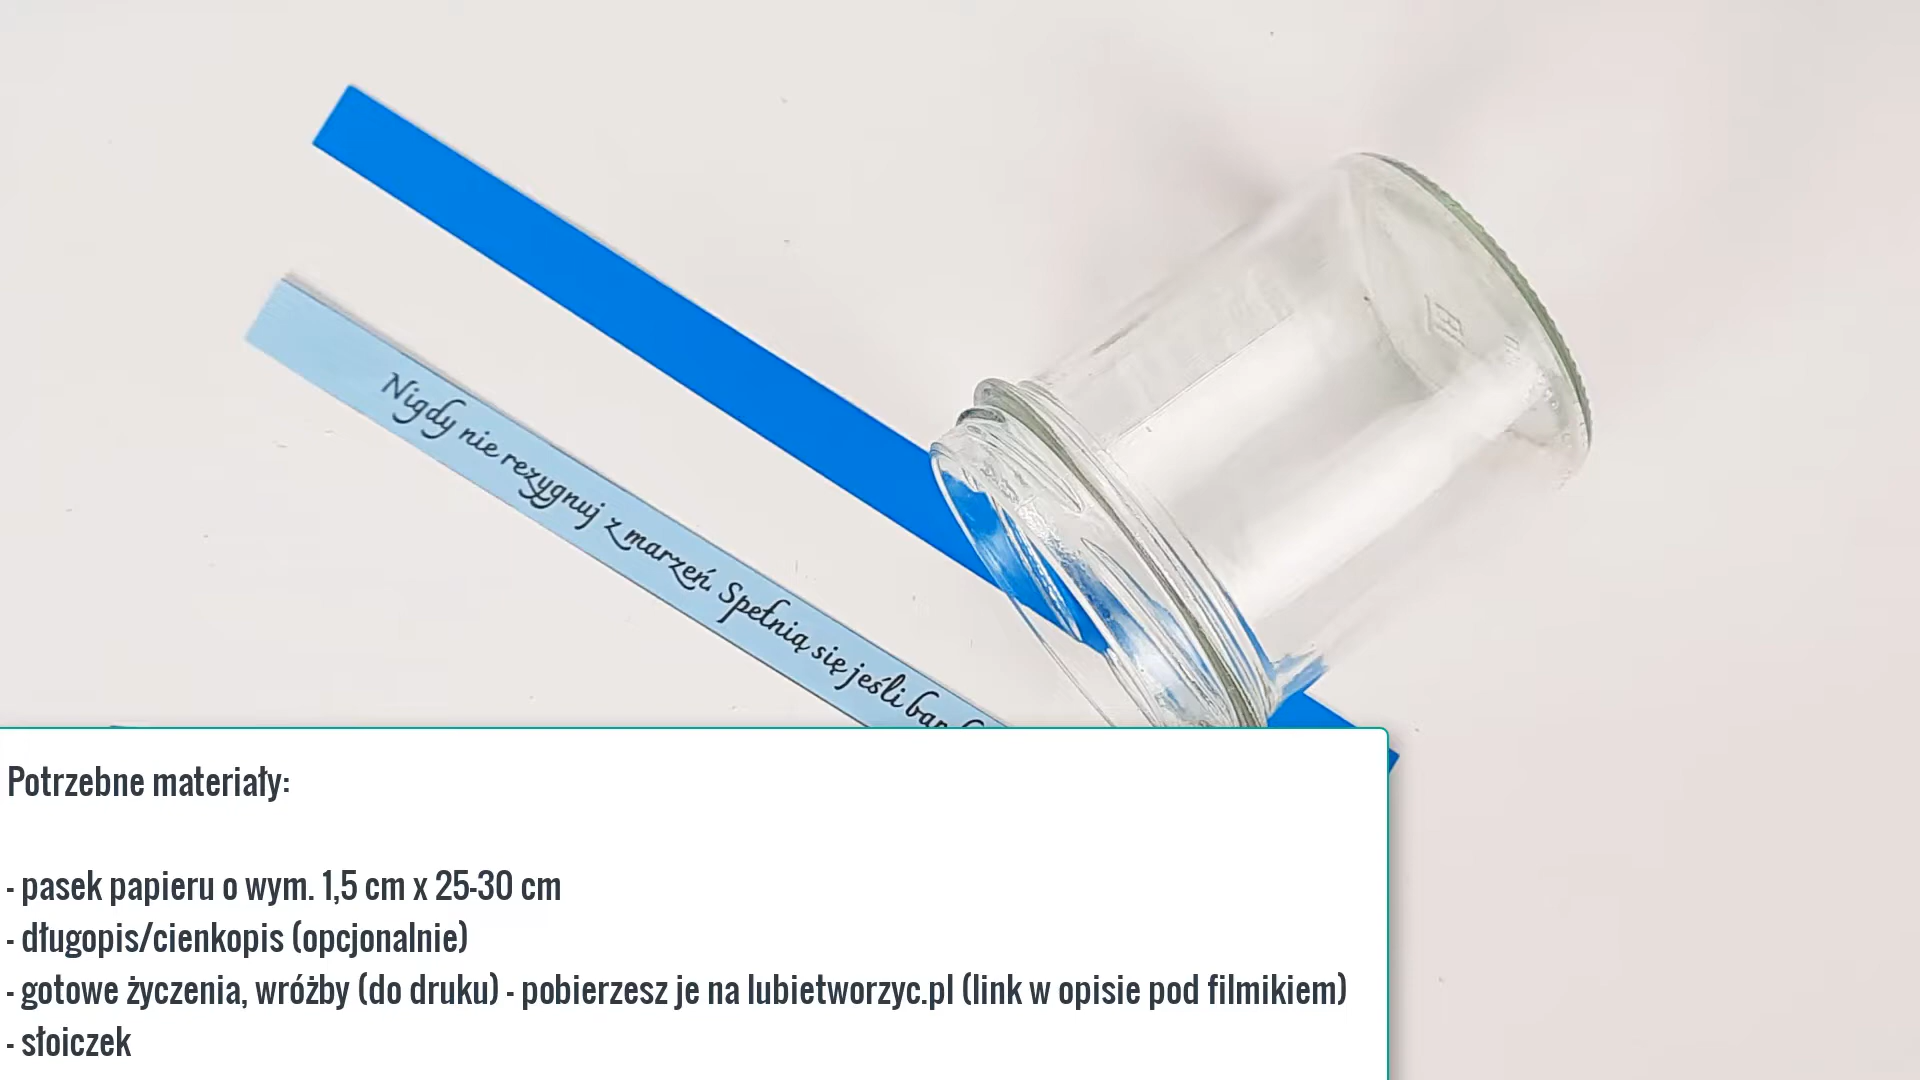 Nigdy nie rezygnuj z marzeń. Spełnią się jeśli
Potrzebne materiały:
- pasek papieru o wym. 1,5 cm x 25-30 cm
- długopis/cienkopis (opcjonalnie)
- gotowe życzenia, wróżby (do druku) - pobierzesz je na lubietworzyc.pl (link w opisie pod filmikiem)
- słoiczek